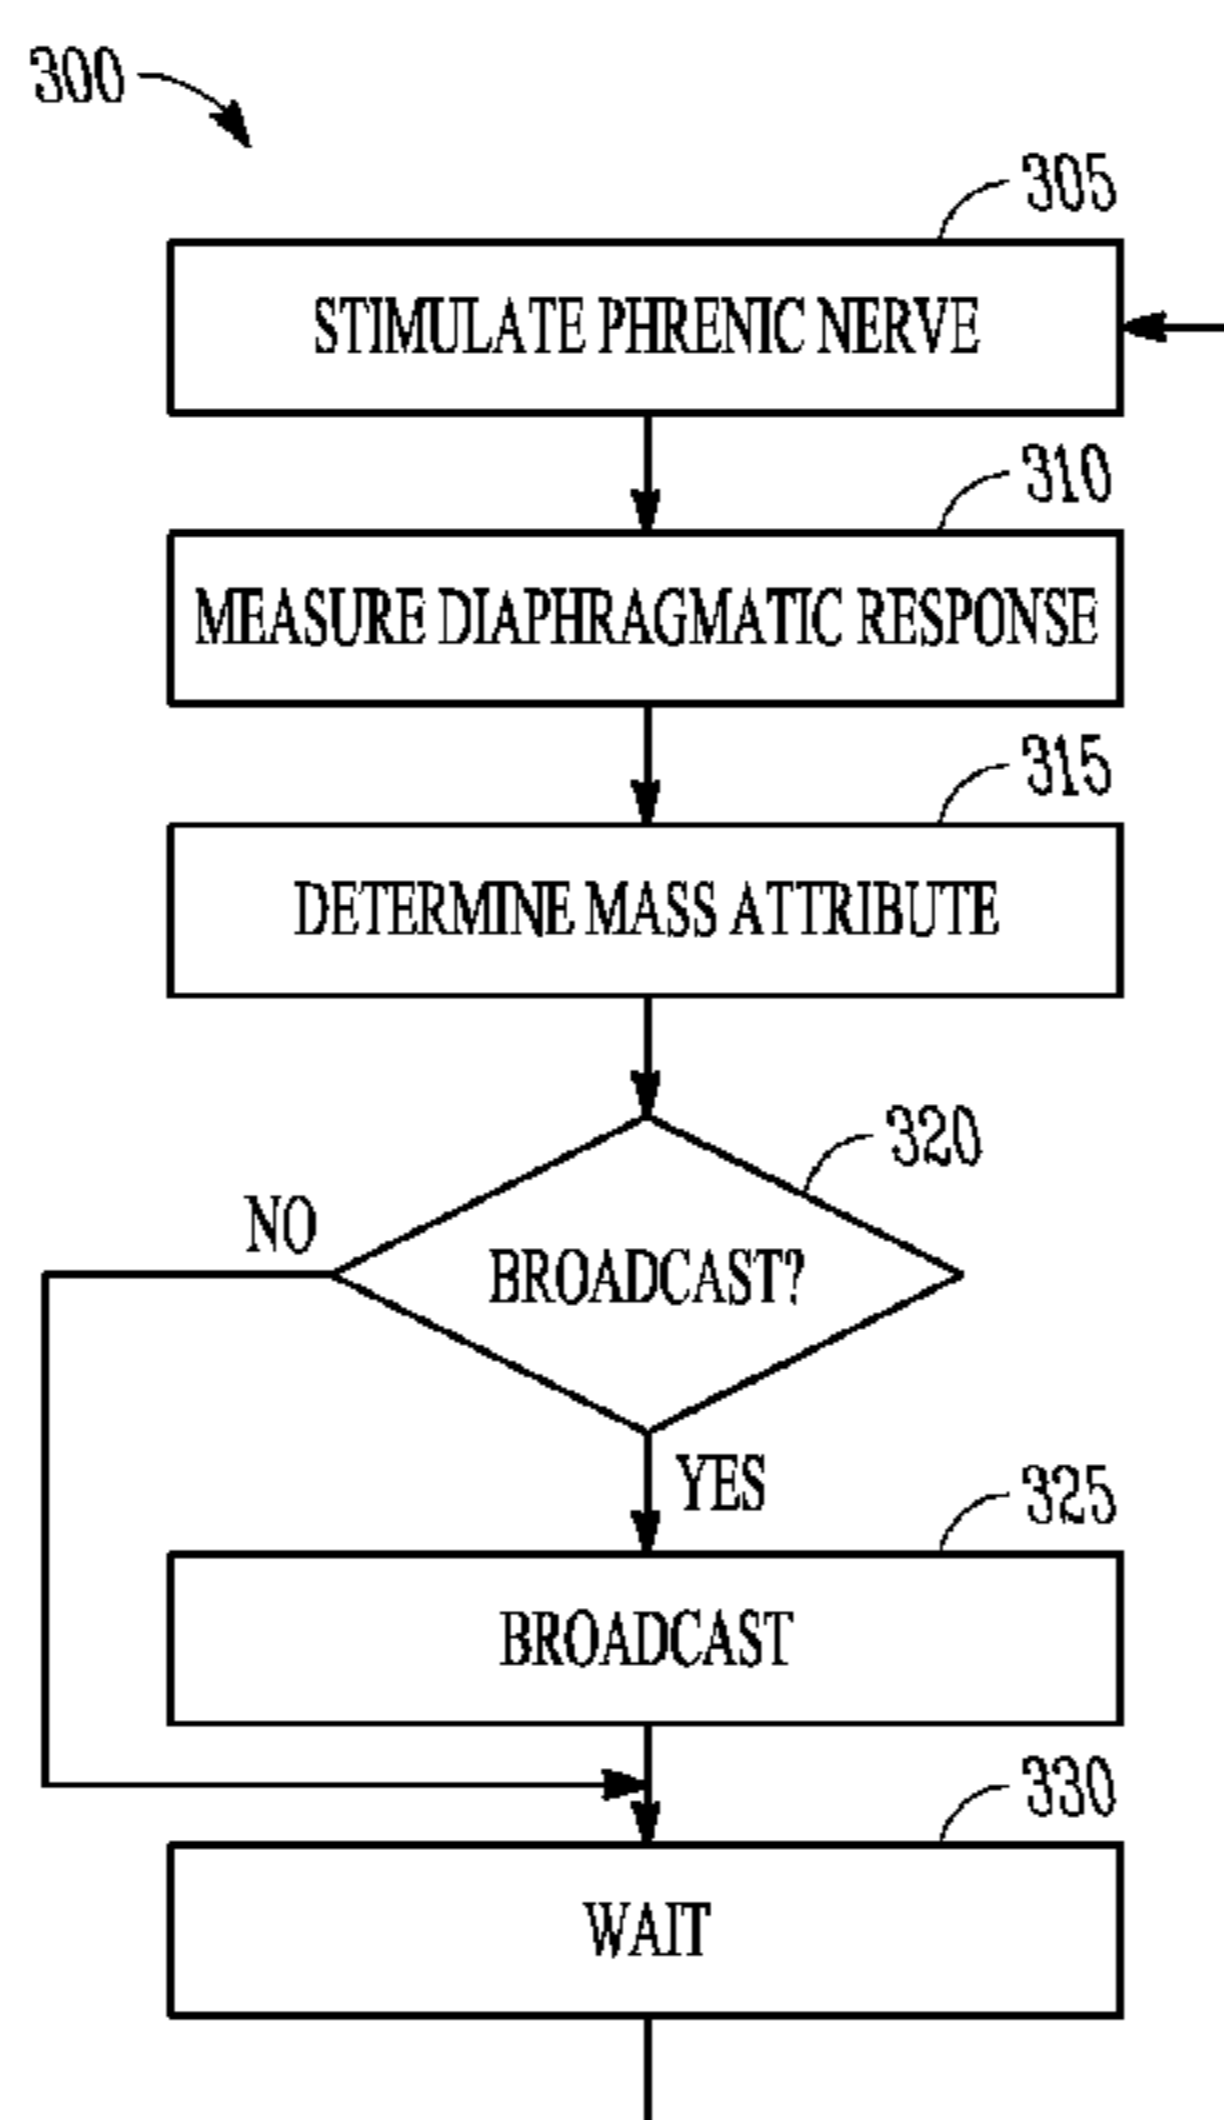 300
305
STIMULATE PHRENIC NERVE
310
MEASURE DIAPHRAGMATIC RESPONSE
315
DETERMINE MASS ATTRIBUTE
320
NO
BROADCAST?
YES
325
BROADCAST
330
WAIT